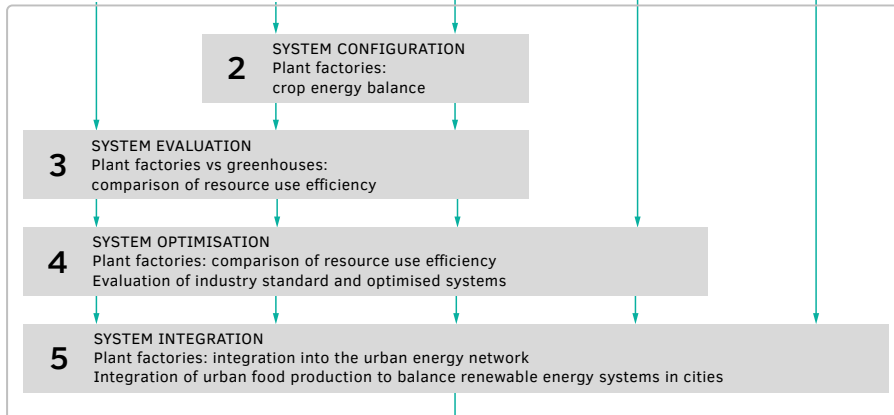 2
SYSTEM CONFIGURATION
Plant factories:
crop energy balance
3
SYSTEM EVALUATION
Plant factories vs greenhouses:
comparison of resource use efficiency
4
SYSTEM OPTIMISATION
Plant factories: comparison of resource use efficiency
Evaluation of industry standard and optimised systems
5
SYSTEM INTEGRATION
Plant factories: integration into the urban energy network
Integration of urban food production to balance renewable energy systems in cities